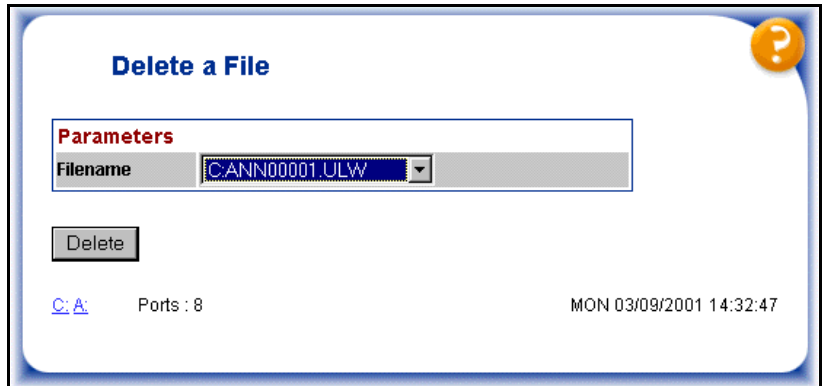 Delete a File
?
Parameters
Filename C:ANN00001.ULW
Delete
C: A: Ports : 8 MON 03/09/2001 14:32:47